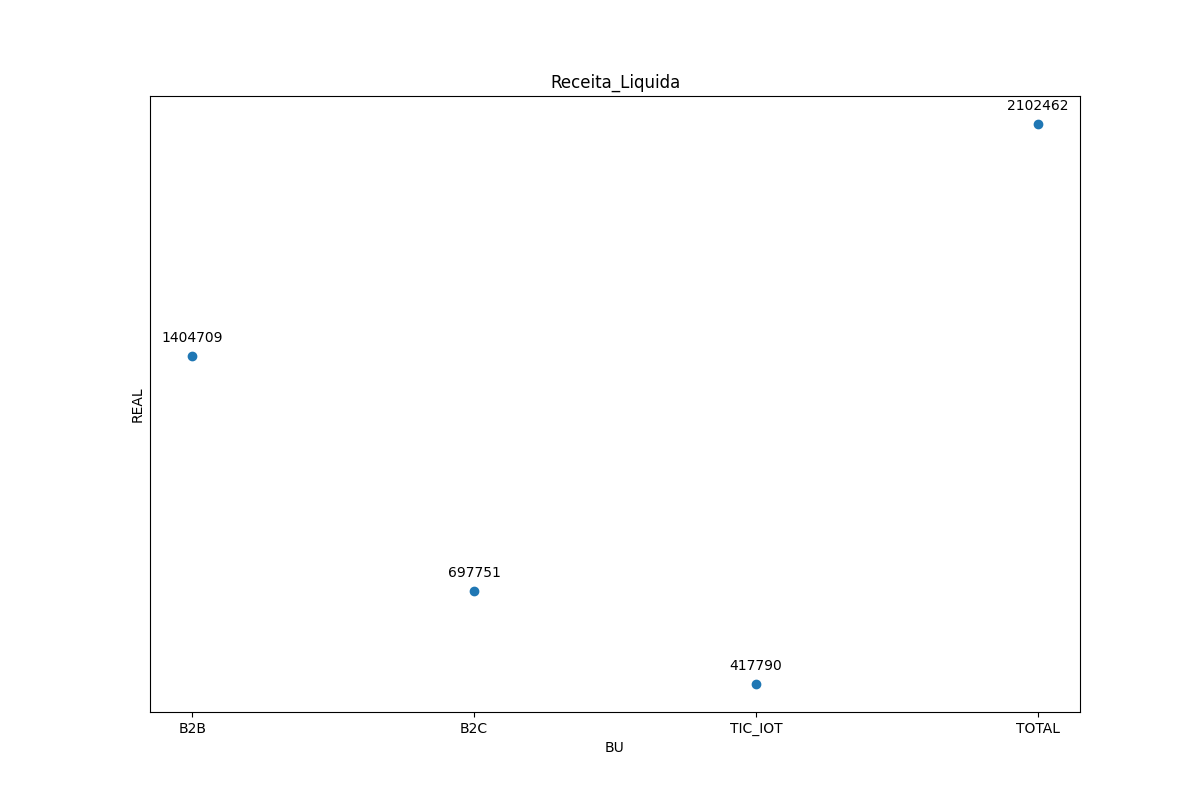 Receita_Liquida
2102462
1404709
697751
417790
REAL
B2B B2C TIC_IOT TOTAL
BU